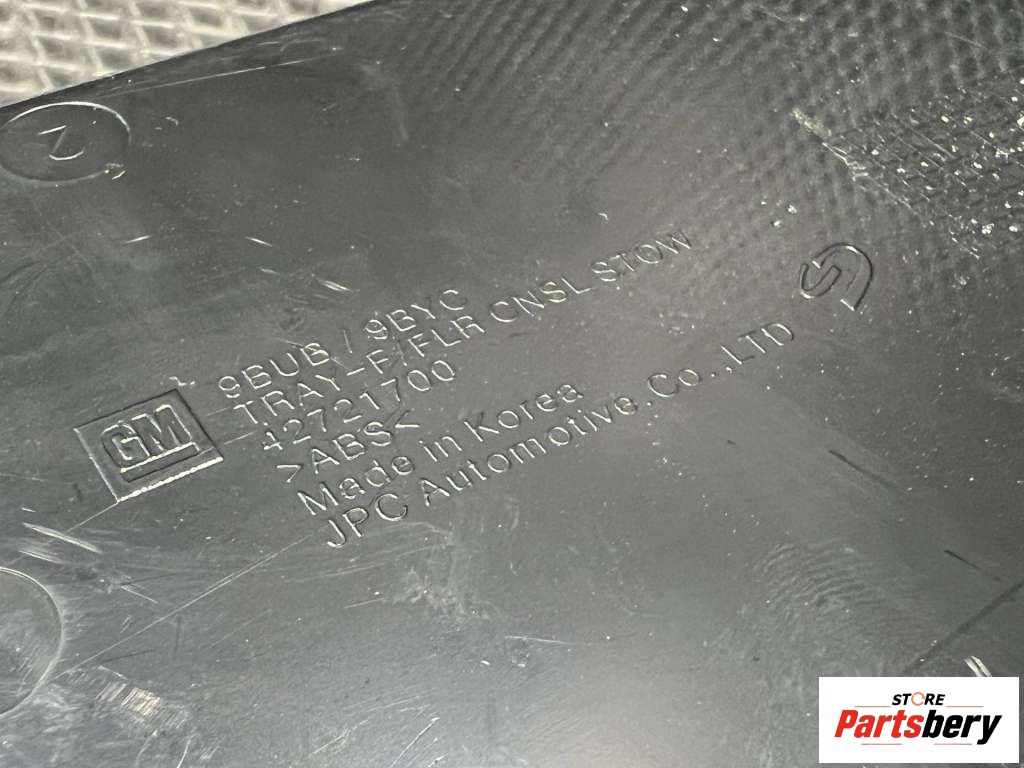 GM
9BUB / 9BYC
TRAY-F/FLR CNSL STOW
42721700
>ABS<
Made in Korea
JPC Automotive.Co.,LTD
STORE
Partsbery